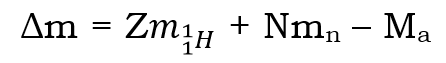 Δm = Zm₁¹H + Nmₙ – Mₐ